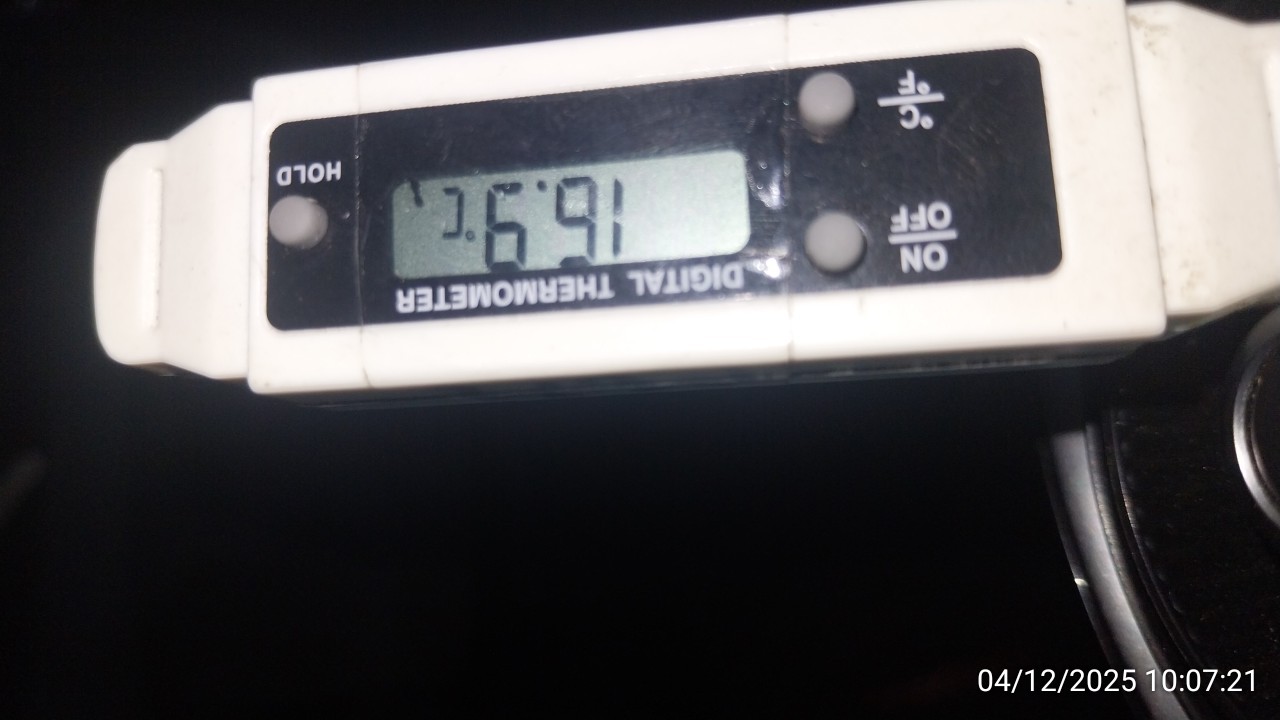 DIGITAL THERMOMETER
16.9°C
ON
OFF
°C
°F
HOLD
04/12/2025 10:07:21